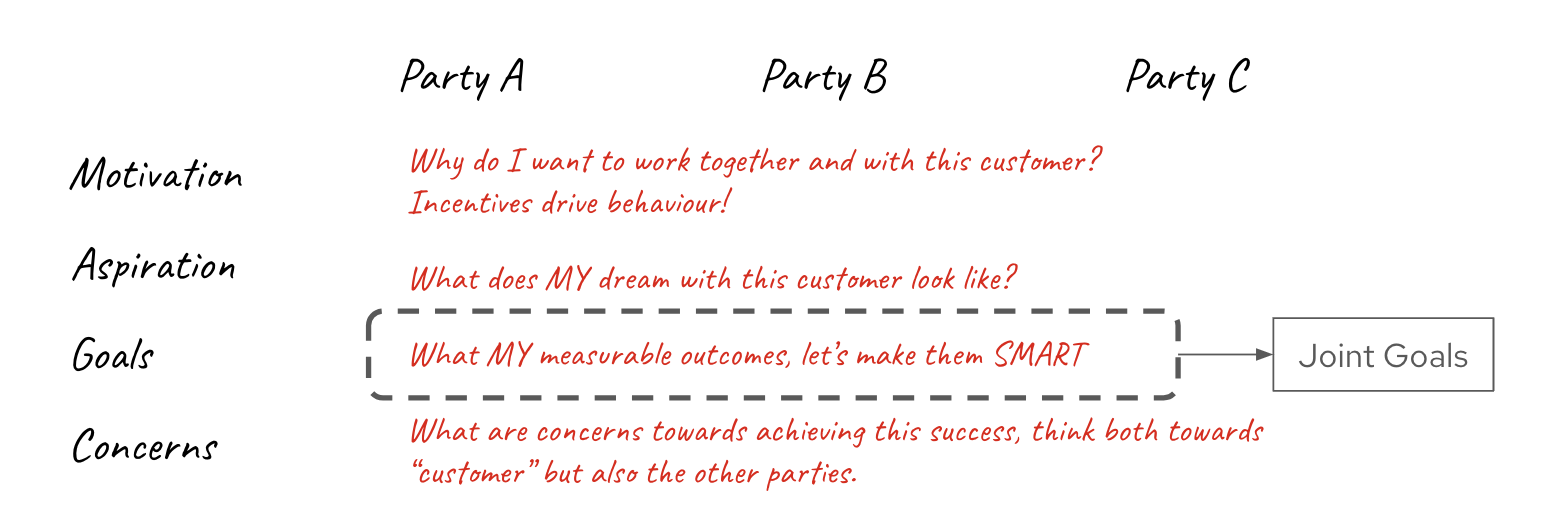 Party A Party B Party C
Motivation
Why do I want to work together and with this customer?
Incentives drive behaviour!
Aspiration
What does MY dream with this customer look like?
Goals
What MY measurable outcomes, let's make them SMART
Joint Goals
Concerns
What are concerns towards achieving this success, think both towards
“customer” but also the other parties.